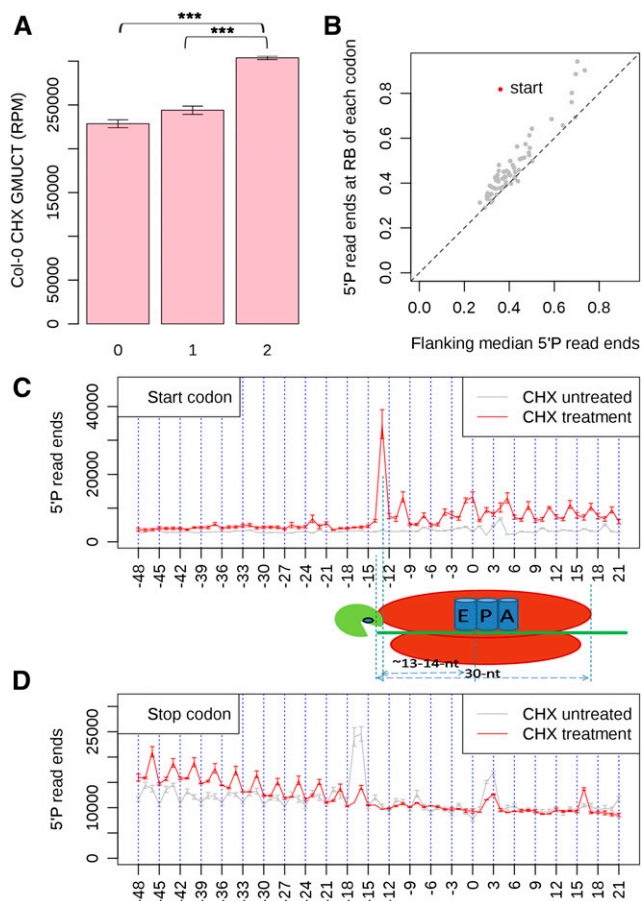 A
***
***
Col-0 CHX GMUCT (RPM)
0
50000
150000
250000
0 1 2
B
start
5'P read ends at RB of each codon
0.0 0.2 0.4 0.6 0.8
0.0 0.2 0.4 0.6 0.8
Flanking median 5'P read ends
C
Start codon
CHX untreated
CHX treatment
5'P read ends
0 10000 20000 40000
-48 -45 -42 -39 -36 -33 -30 -27 -24 -21 -18 -15 -12 -9 -6 -3 0 3 6 9 12 15 18 21
E P A
~13-14-nt
30-nt
D
Stop codon
CHX untreated
CHX treatment
5'P read ends
0 10000 25000
-48 -45 -42 -39 -36 -33 -30 -27 -24 -21 -18 -15 -12 -9 -6 -3 0 3 6 9 12 15 18 21